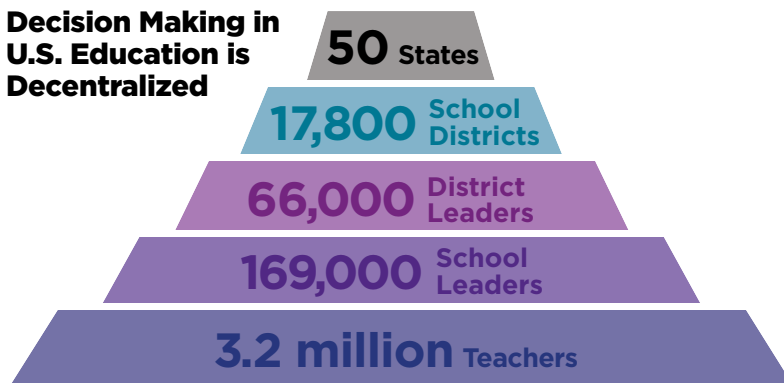 Decision Making in
U.S. Education is
Decentralized
50 States
17,800 School
Districts
66,000 District
Leaders
169,000 School
Leaders
3.2 million Teachers